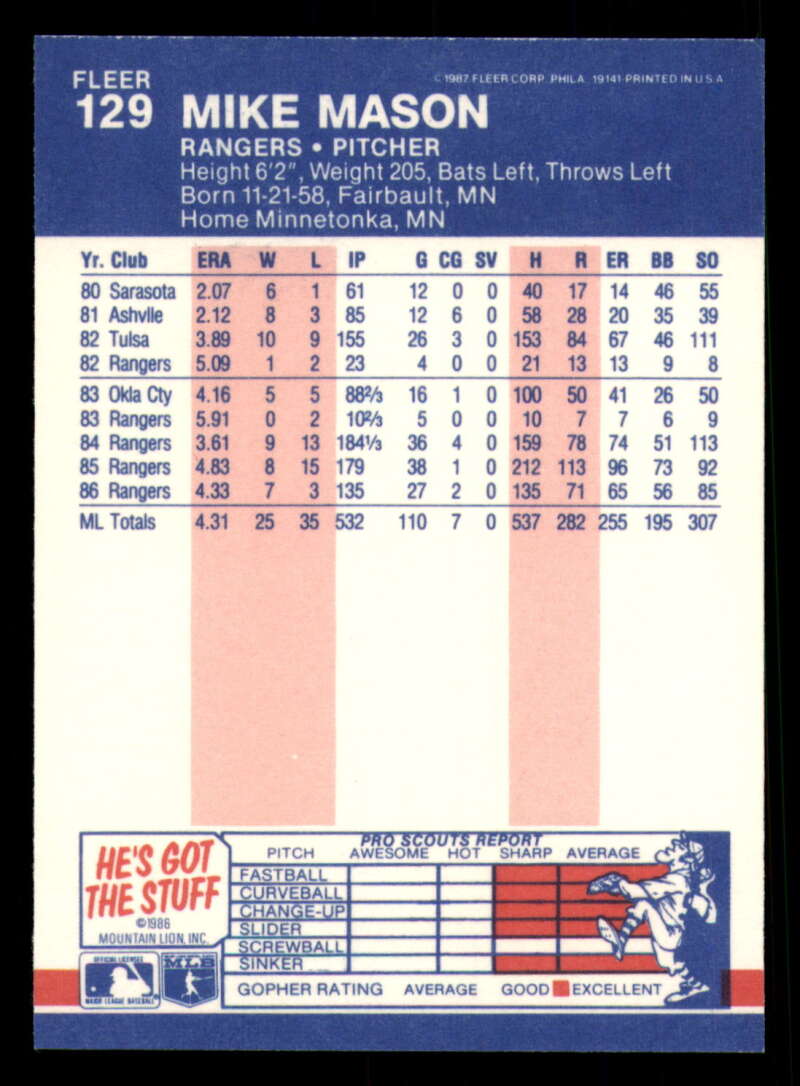 FLEER
129
© 1987 FLEER CORP. PHILA. 19141 PRINTED IN U.S.A
MIKE MASON
RANGERS • PITCHER
Height 6'2", Weight 205, Bats Left, Throws Left
Born 11-21-58, Fairbault, MN
Home Minnetonka, MN
Yr. Club ERA W L IP G CG SV H R ER BB SO
80 Sarasota 2.07 6 1 61 12 0 0 40 17 14 46 55
81 Ashvlle 2.12 8 3 85 12 6 0 58 28 20 35 39
82 Tulsa 3.89 10 9 155 26 3 0 153 84 67 46 111
82 Rangers 5.09 1 2 23 4 0 0 21 13 13 9 8
83 Okla Cty 4.16 5 5 88⅔ 16 1 0 100 50 41 26 50
83 Rangers 5.91 0 2 10⅔ 5 0 0 10 7 7 6 9
84 Rangers 3.61 9 13 184⅓ 36 4 0 159 78 74 51 113
85 Rangers 4.83 8 15 179 38 1 0 212 113 96 73 92
86 Rangers 4.33 7 3 135 27 2 0 135 71 65 56 85
ML Totals 4.31 25 35 532 110 7 0 537 282 255 195 307
HE'S GOT
THE STUFF
©1986
MOUNTAIN LION, INC.
OFFICIAL LICENSEE
MAJOR LEAGUE BASEBALL
MLB
PRO SCOUTS REPORT
PITCH AWESOME HOT SHARP AVERAGE
FASTBALL
CURVEBALL
CHANGE-UP
SLIDER
SCREWBALL
SINKER
GOPHER RATING AVERAGE GOOD EXCELLENT